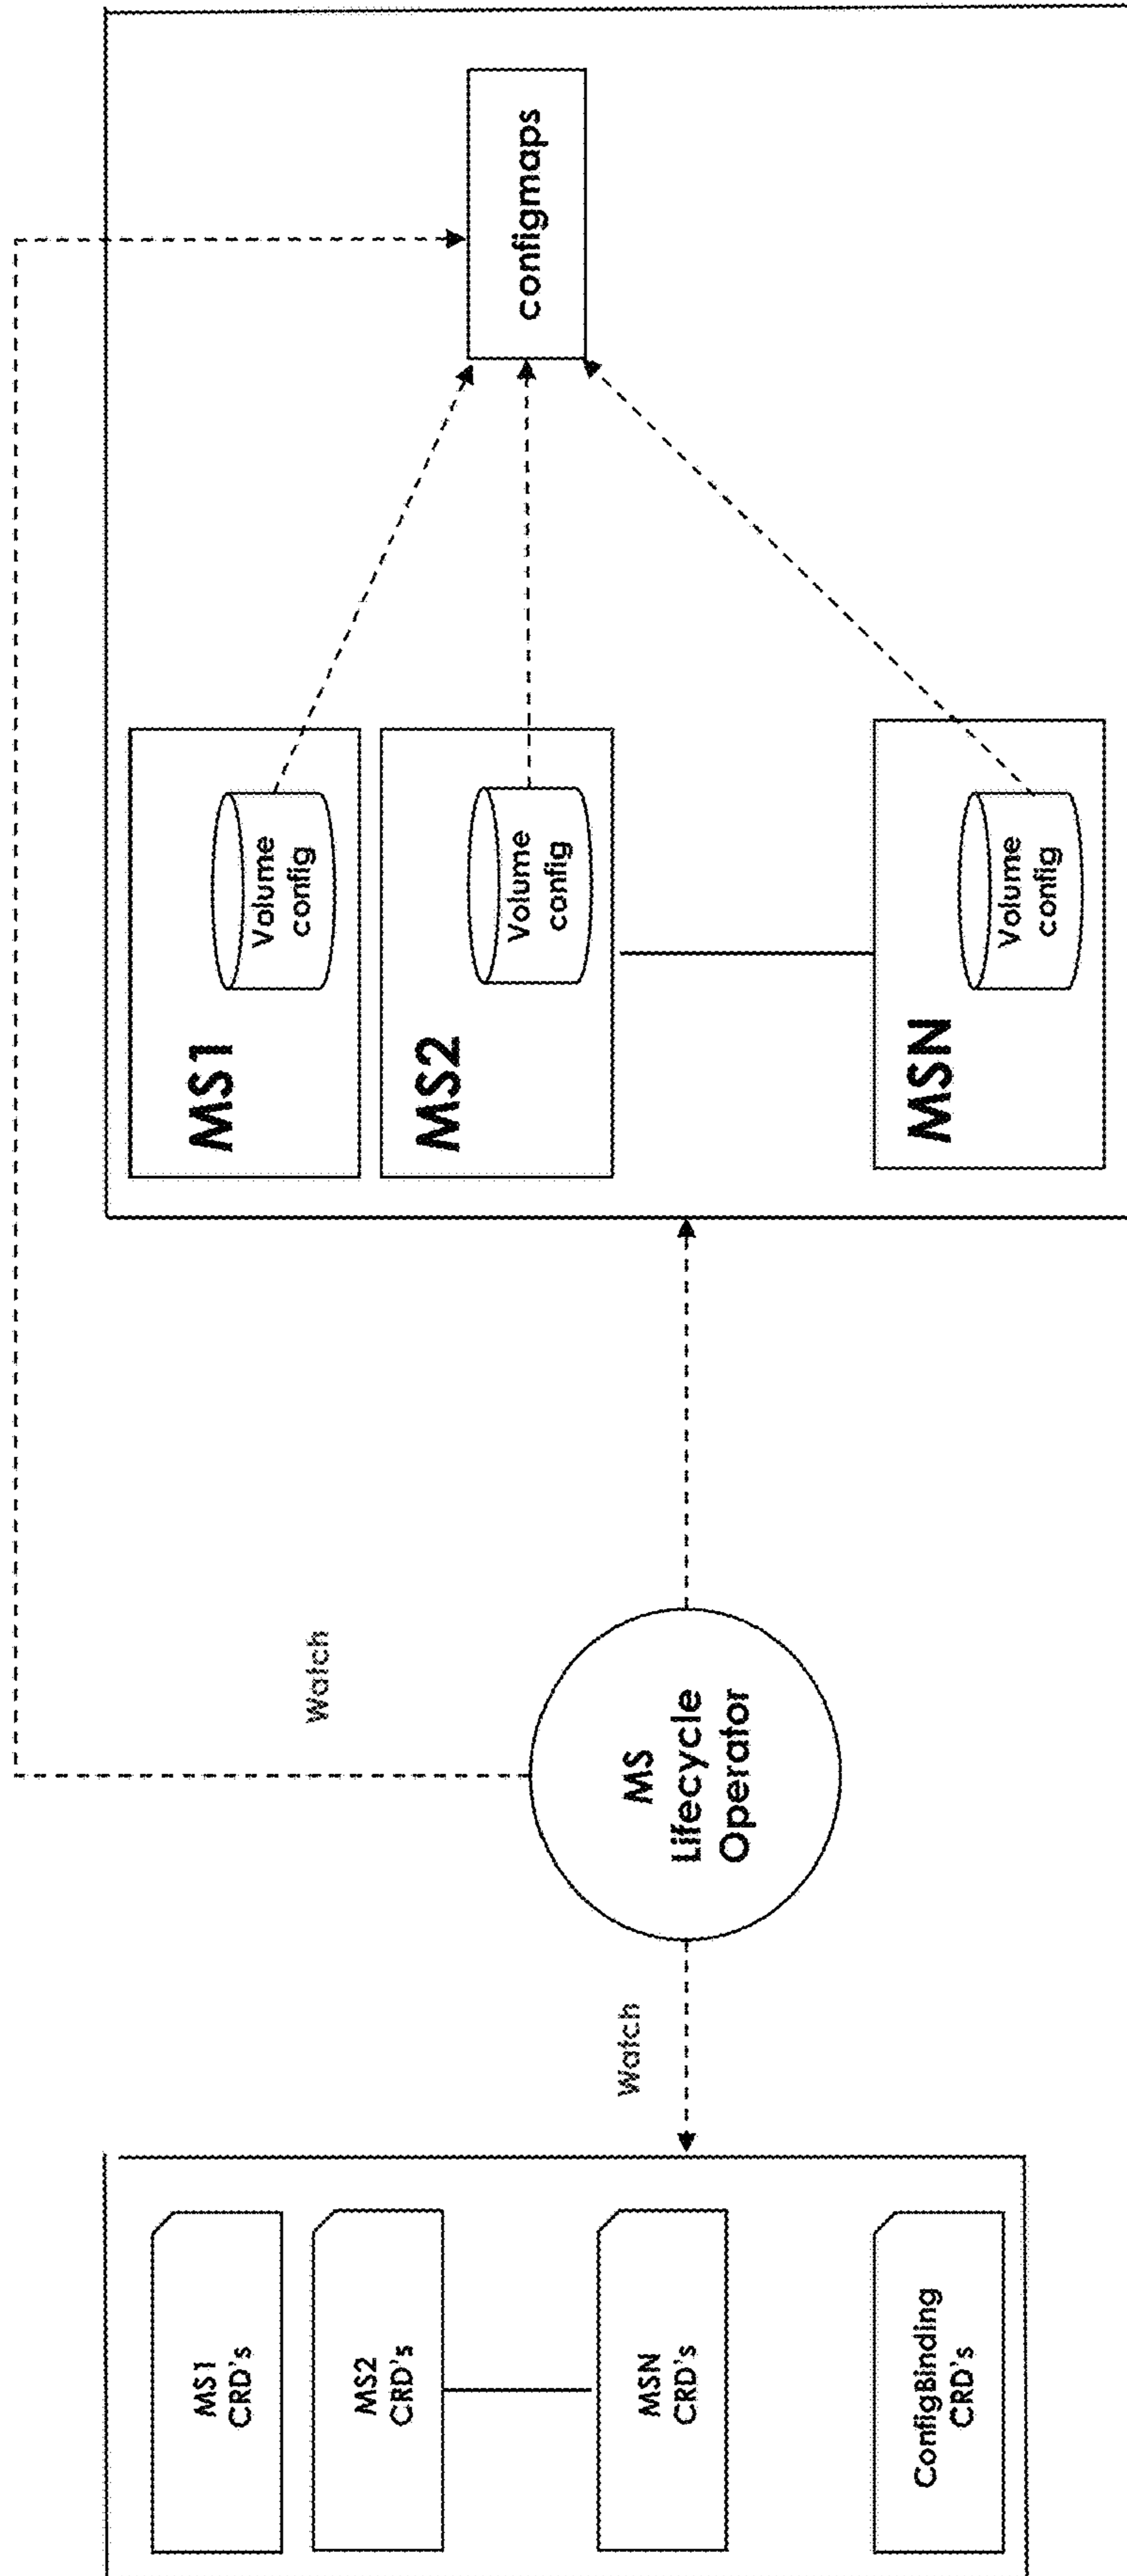 MS1
CRD's
MS2
CRD's
MSN
CRD's
ConfigBinding
CRD's
Watch
MS
Lifecycle
Operator
Watch
MS1
Volume
config
MS2
Volume
config
MSN
Volume
config
configmaps